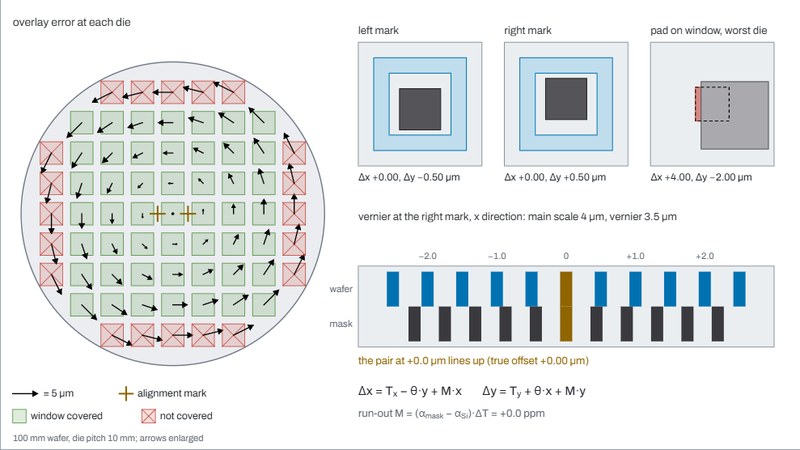 overlay error at each die
left mark
right mark
pad on window, worst die
Δx +0.00, Δy −0.50 µm
Δx +0.00, Δy +0.50 µm
Δx +4.00, Δy −2.00 µm
vernier at the right mark, x direction: main scale 4 µm, vernier 3.5 µm
−2.0
−1.0
0
+1.0
+2.0
wafer
mask
the pair at +0.0 µm lines up (true offset +0.00 µm)
= 5 µm
alignment mark
window covered
not covered
Δx = Tx − θ·y + M·x
Δy = Ty + θ·x + M·y
run-out M = (αmask − αSi)·ΔT = +0.0 ppm
100 mm wafer, die pitch 10 mm; arrows enlarged